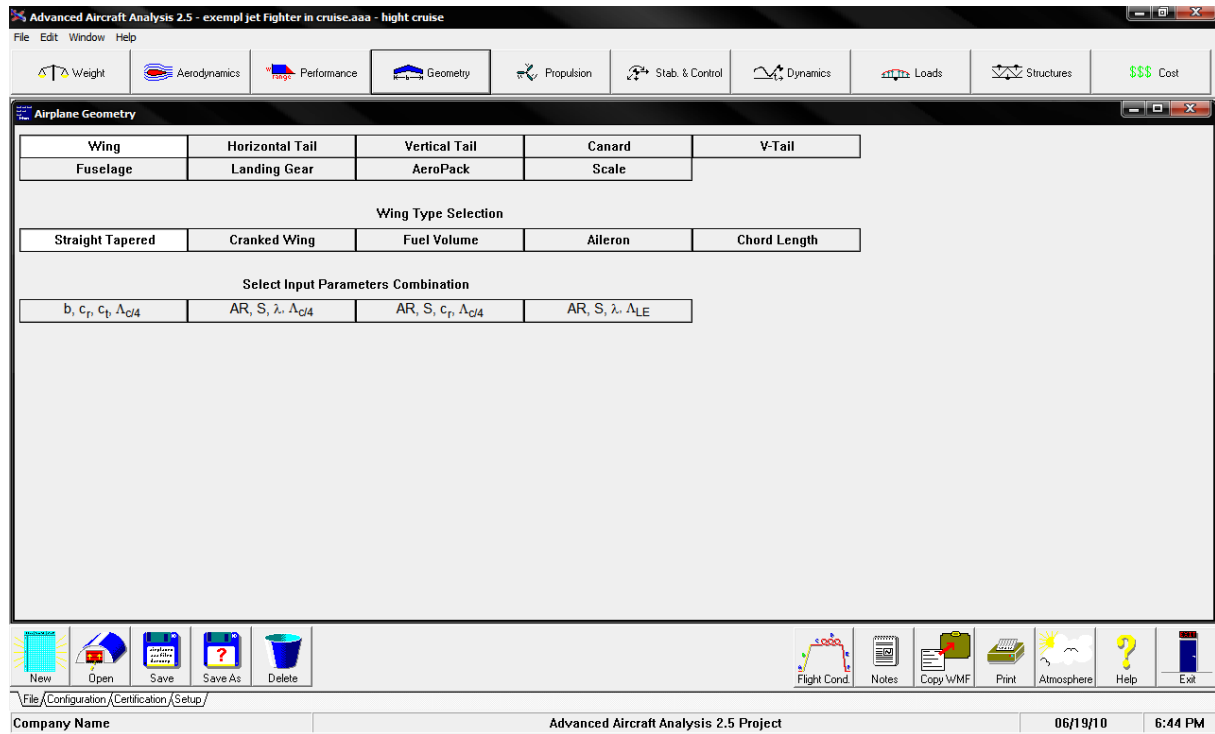 Advanced Aircraft Analysis 2.5 - exempl jet Fighter in cruise.aaa - hight cruise
File Edit Window Help
Weight Aerodynamics Performance Geometry Propulsion Stab. & Control Dynamics Loads Structures $$$ Cost
Airplane Geometry
Wing Horizontal Tail Vertical Tail Canard V-Tail
Fuselage Landing Gear AeroPack Scale
Wing Type Selection
Straight Tapered Cranked Wing Fuel Volume Aileron Chord Length
Select Input Parameters Combination
b, cr, ct, Λc/4 AR, S, λ, Λc/4 AR, S, cr, Λc/4 AR, S, λ, ΛLE
New Open Save Save As Delete Flight Cond. Notes Copy WMF Print Atmosphere Help Exit
File Configuration Certification Setup
Company Name Advanced Aircraft Analysis 2.5 Project 06/19/10 6:44 PM